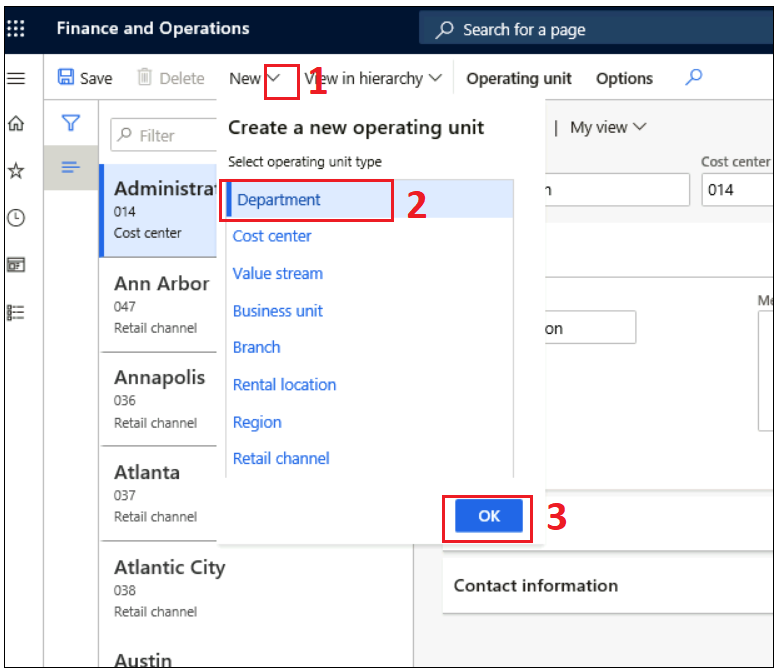 Finance and Operations
Search for a page
Save
Delete
New
1
View in hierarchy
Operating unit
Options
Filter
Administrat
014
Cost center
Ann Arbor
047
Retail channel
Annapolis
036
Retail channel
Atlanta
037
Retail channel
Atlantic City
038
Retail channel
Austin
Create a new operating unit
Select operating unit type
Department
2
Cost center
Value stream
Business unit
Branch
Rental location
Region
Retail channel
OK
3
| My view
Cost center
014
on
Contact information